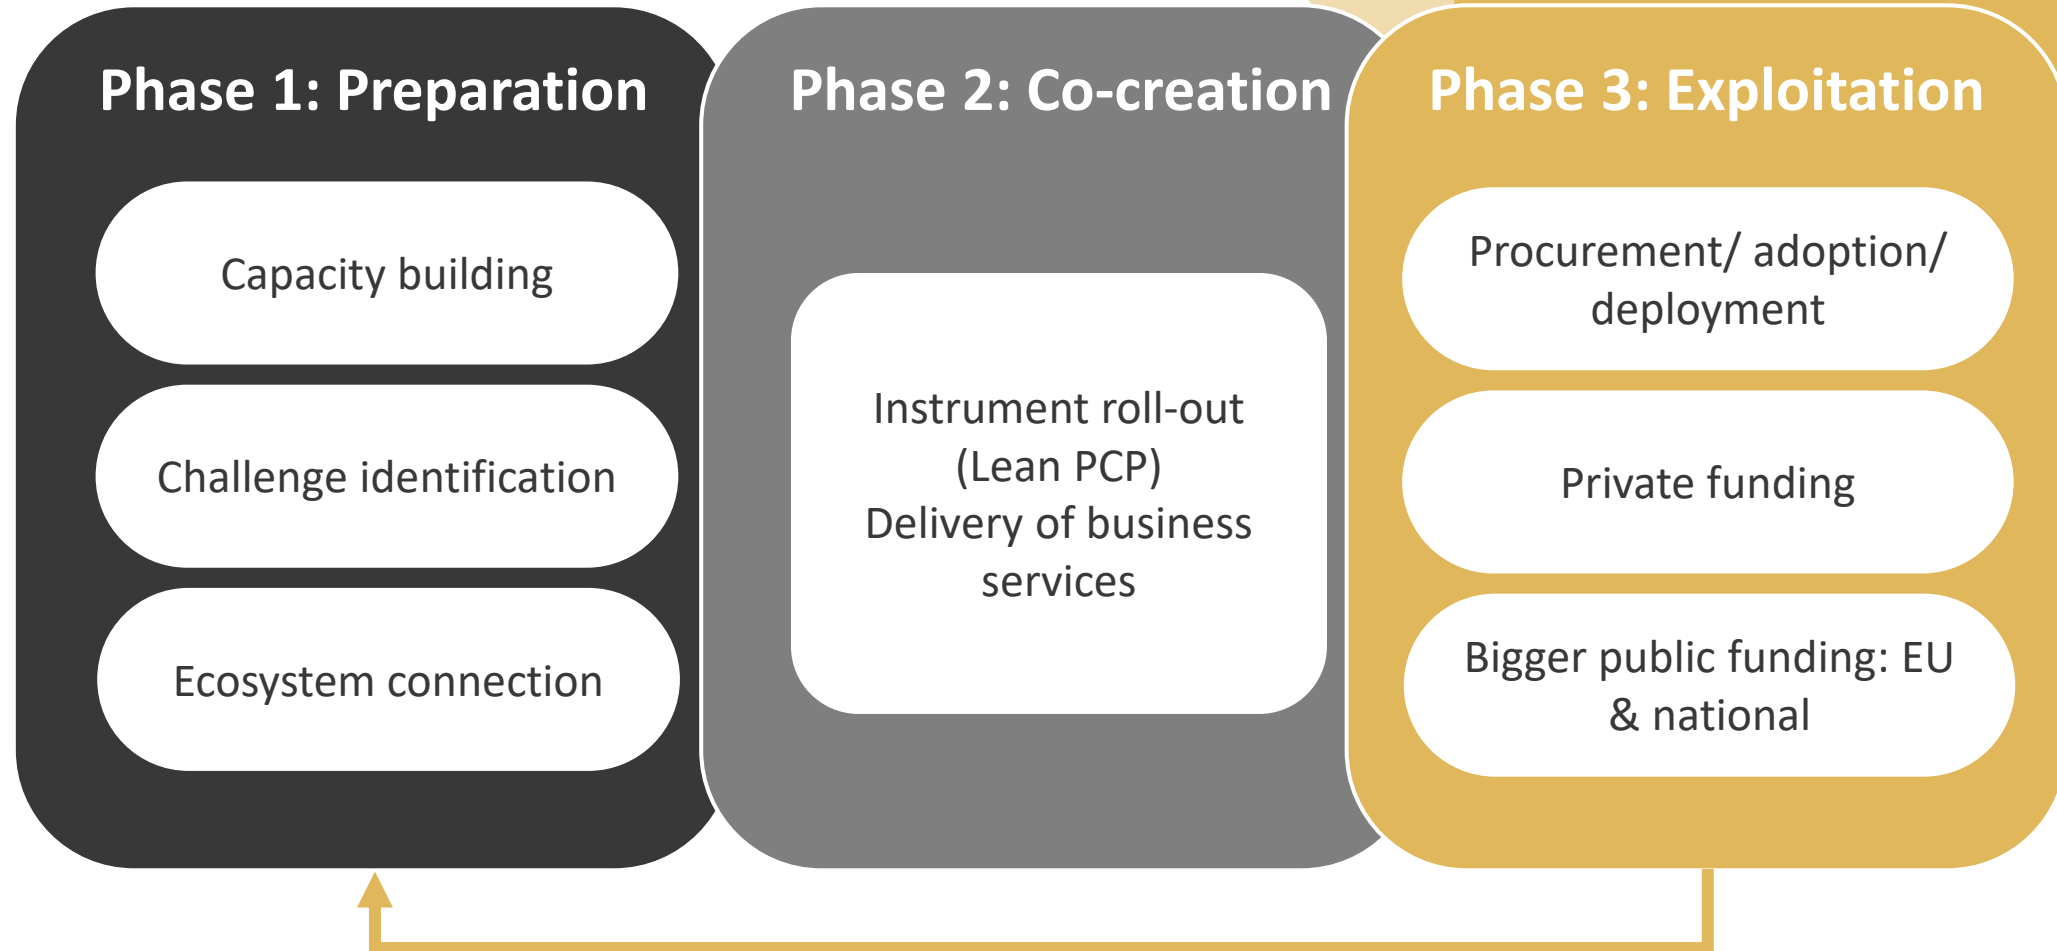 Phase 1: Preparation
Capacity building
Challenge identification
Ecosystem connection
Phase 2: Co-creation
Instrument roll-out
(Lean PCP)
Delivery of business
services
Phase 3: Exploitation
Procurement/ adoption/
deployment
Private funding
Bigger public funding: EU
& national